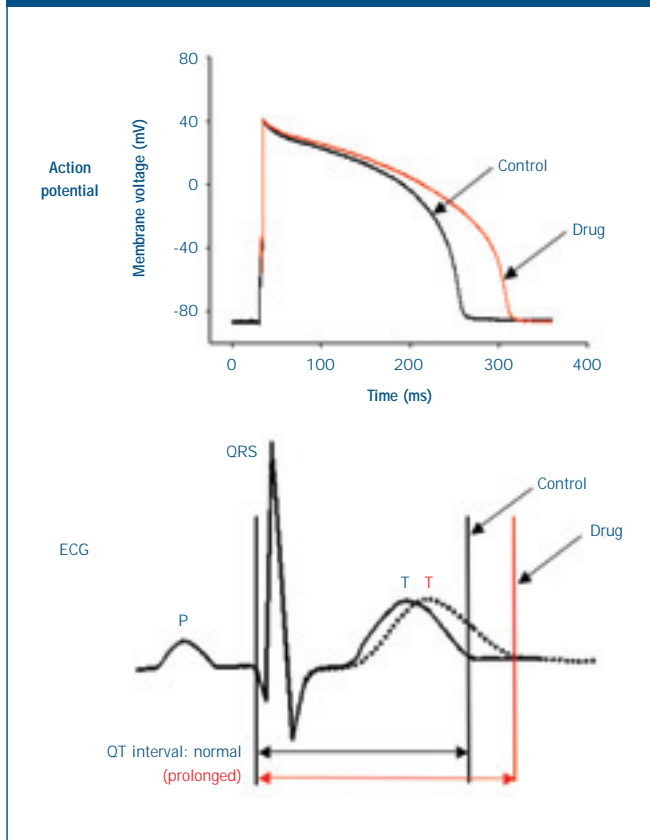 80
40
0
-40
-80
Membrane voltage (mV)
Action
potential
Control
Drug
0 100 200 300 400
Time (ms)
QRS
Control
Drug
ECG
T T
P
QT interval: normal
(prolonged)